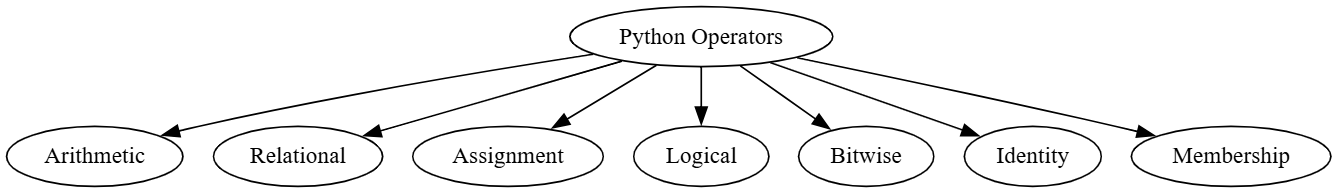 Python Operators
Arithmetic
Relational
Assignment
Logical
Bitwise
Identity
Membership